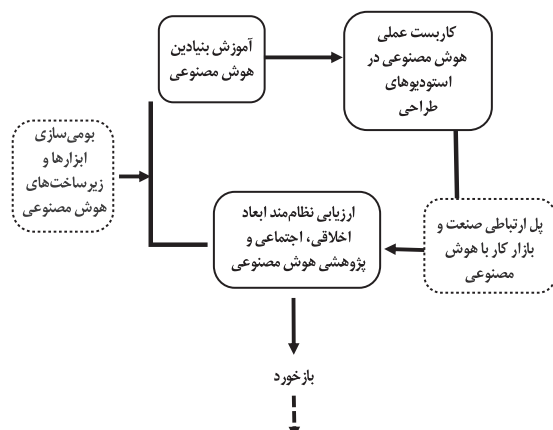 آموزش بنیادین
هوش مصنوعی
کاربست عملی
هوش مصنوعی در
استودیوهای
طراحی
بومی‌سازی
ابزارها و
زیرساخت‌های
هوش مصنوعی
ارزیابی نظام‌مند ابعاد
اخلاقی، اجتماعی و
پژوهشی هوش مصنوعی
پل ارتباطی صنعت و
بازار کار با هوش
مصنوعی
بازخورد